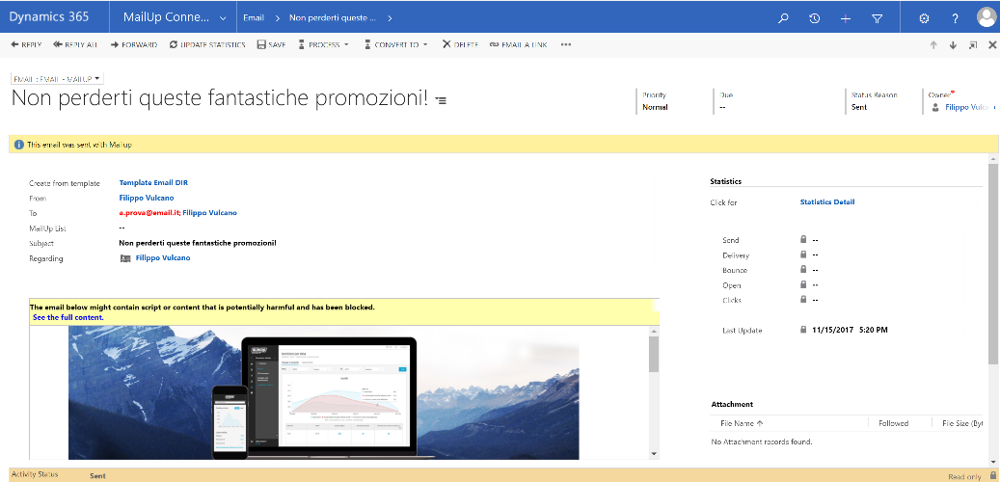 Dynamics 365
MailUp Conne...
Email
Non perderti queste ...
?
REPLY
REPLY ALL
FORWARD
UPDATE STATISTICS
SAVE
PROCESS
CONVERT TO
DELETE
EMAIL A LINK
EMAIL : EMAIL - MAILUP
Non perderti queste fantastiche promozioni!
Priority
Normal
Due
--
Status Reason
Sent
Owner*
Filippo Vulca
This email was sent with Mailup
Create from template Template Email DIR
From Filippo Vulcano
To a.prova@email.it; Filippo Vulcano
MailUp List --
Subject Non perderti queste fantastiche promozioni!
Regarding Filippo Vulcano
The email below might contain script or content that is potentially harmful and has been blocked.
See the full content.
Statistics
Click for Statistics Detail
Send --
Delivery --
Bounce --
Open --
Clicks --
Last Update 11/15/2017 5:20 PM
Attachment
File Name Followed File Size (Byt
No Attachment records found.
Activity Status Sent
Read only